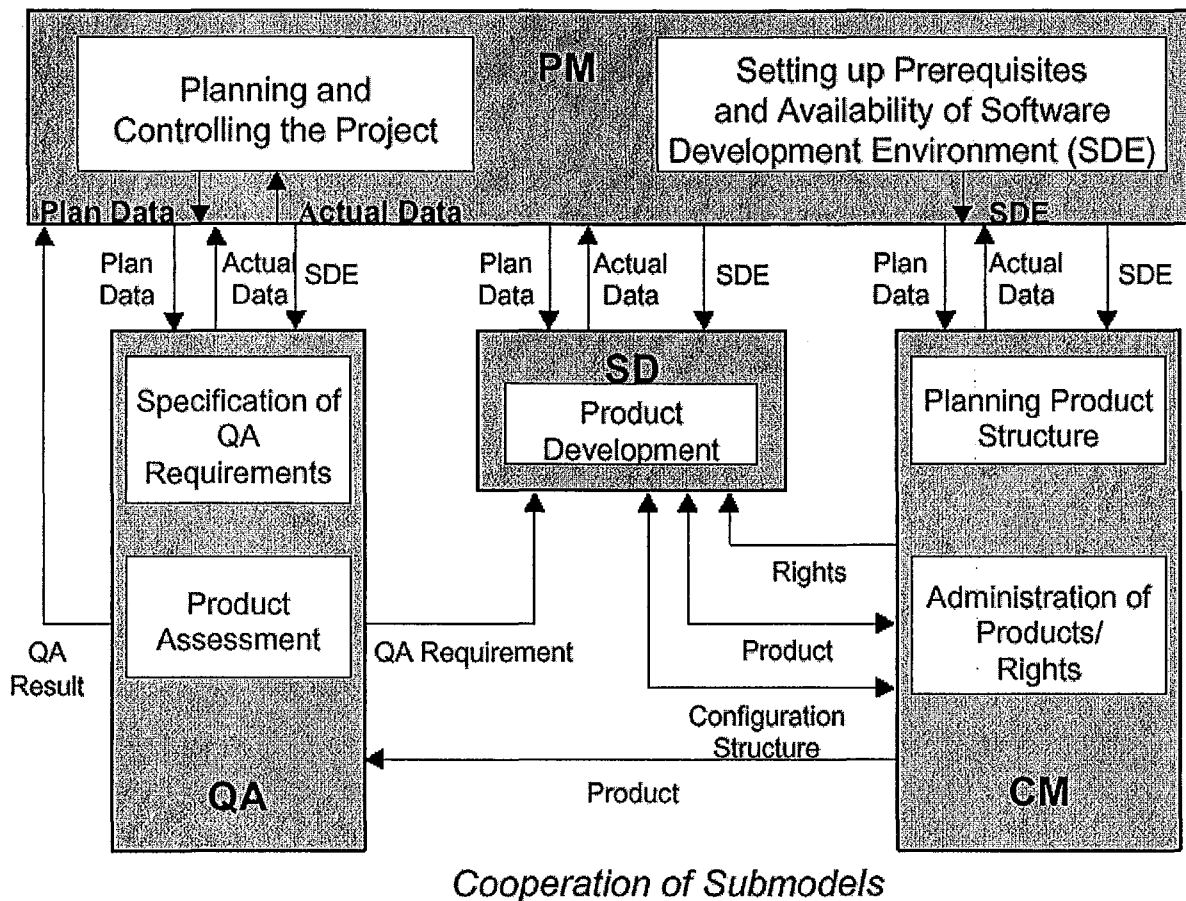 PM
Planning and
Controlling the Project
Setting up Prerequisites
and Availability of Software
Development Environment (SDE)
Plan Data
Actual Data
SDE
Plan
Data
Actual
Data
SDE
Plan
Data
Actual
Data
SDE
Plan
Data
Actual
Data
SDE
Specification of
QA
Requirements
SD
Product
Development
Planning Product
Structure
Product
Assessment
Rights
Administration of
Products/
Rights
QA
Result
QA Requirement
Product
Configuration
Structure
QA
Product
CM
Cooperation of Submodels